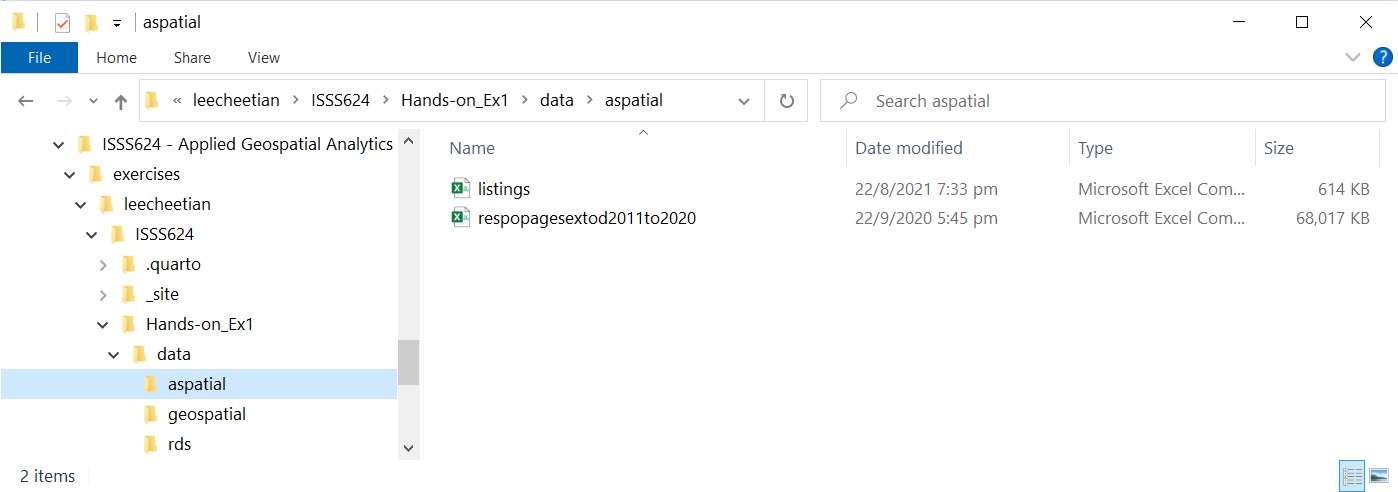 aspatial
File Home Share View
« leecheetian > ISSS624 > Hands-on_Ex1 > data > aspatial
Search aspatial
ISSS624 - Applied Geospatial Analytics
exercises
leecheetian
ISSS624
.quarto
_site
Hands-on_Ex1
data
aspatial
geospatial
rds
Name Date modified Type Size
listings 22/8/2021 7:33 pm Microsoft Excel Com... 614 KB
respopagesextod2011to2020 22/9/2020 5:45 pm Microsoft Excel Com... 68,017 KB
2 items